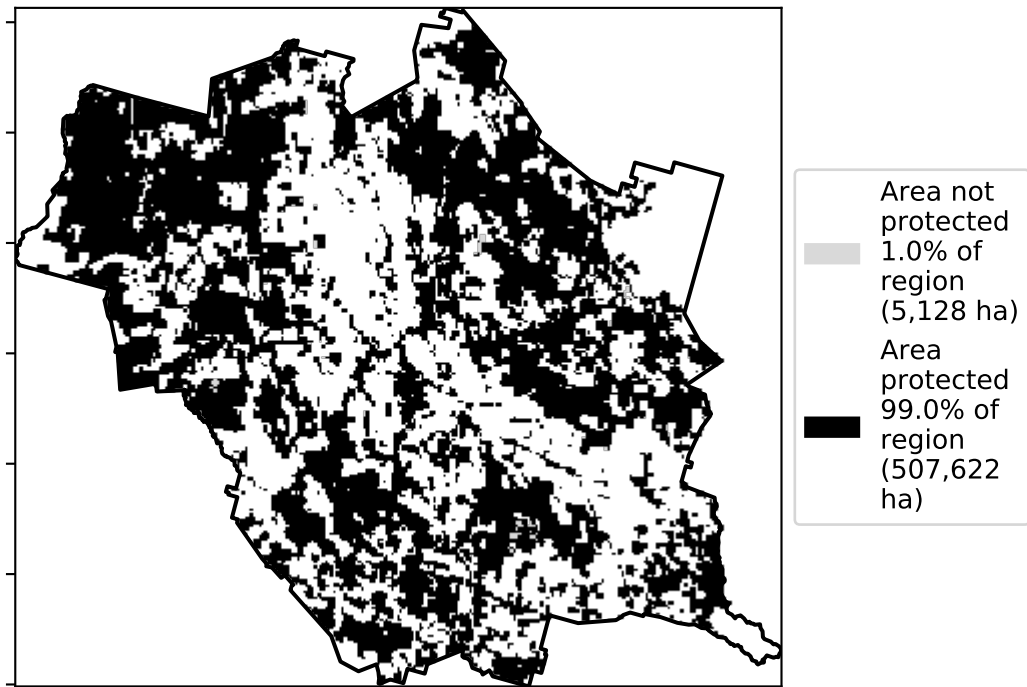 Area not
protected
1.0% of
region
(5,128 ha)
Area
protected
99.0% of
region
(507,622
ha)